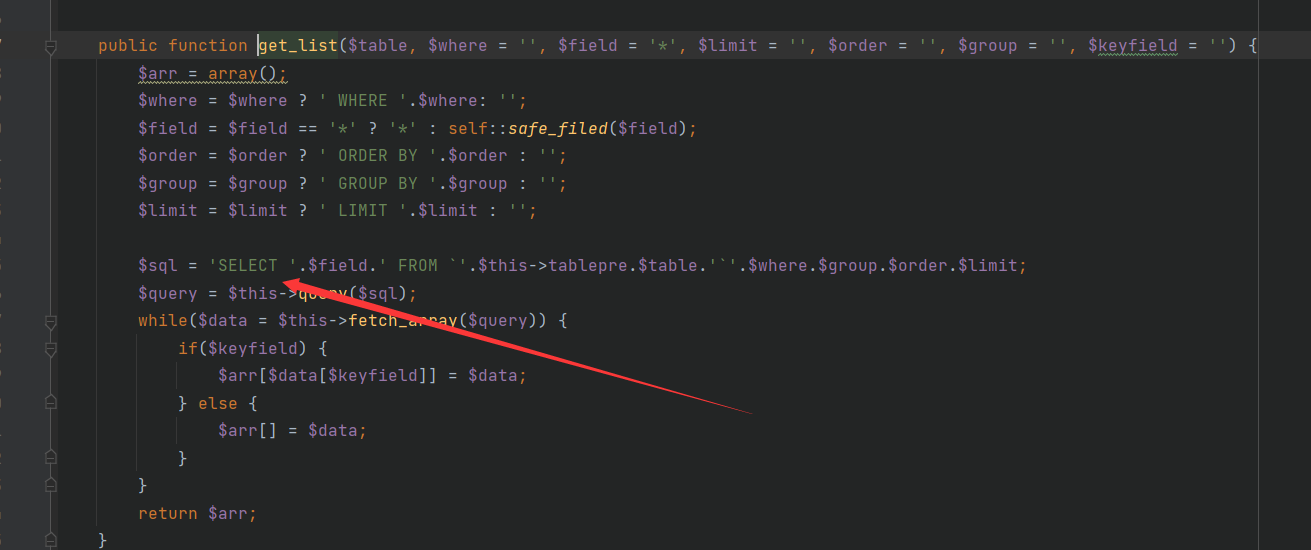 public function get_list($table, $where = '', $field = '*', $limit = '', $order = '', $group = '', $keyfield = '') {
$arr = array();
$where = $where ? ' WHERE '.$where: '';
$field = $field == '*' ? '*' : self::safe_filed($field);
$order = $order ? ' ORDER BY '.$order : '';
$group = $group ? ' GROUP BY '.$group : '';
$limit = $limit ? ' LIMIT '.$limit : '';
$sql = 'SELECT '.$field.' FROM `'.$this->tablepre.$table.'`'.$where.$group.$order.$limit;
$query = $this->query($sql);
while($data = $this->fetch_array($query)) {
if($keyfield) {
$arr[$data[$keyfield]] = $data;
} else {
$arr[] = $data;
}
}
return $arr;
}